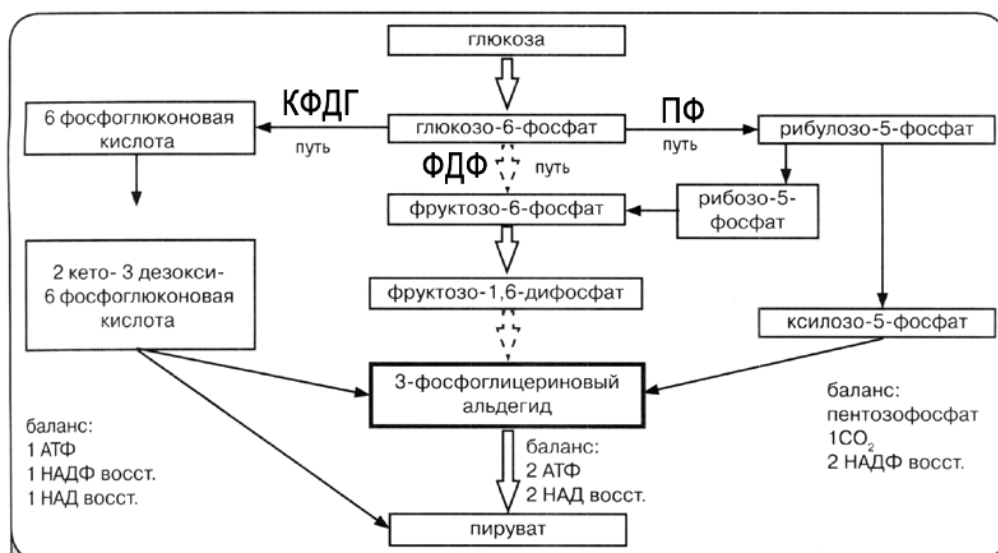 глюкоза
КФДГ
ПФ
6 фосфоглюконовая
кислота
путь
глюкозо-6-фосфат
путь
рибулозо-5-фосфат
ФДФ
путь
фруктозо-6-фосфат
рибозо-5-
фосфат
2 кето- 3 дезокси-
6 фосфоглюконовая
кислота
фруктозо-1,6-дифосфат
ксилозо-5-фосфат
3-фосфоглицериновый
альдегид
баланс:
1 АТФ
1 НАДФ восст.
1 НАД восст.
баланс:
2 АТФ
2 НАД восст.
баланс:
пентозофосфат
1CO₂
2 НАДФ восст.
пируват